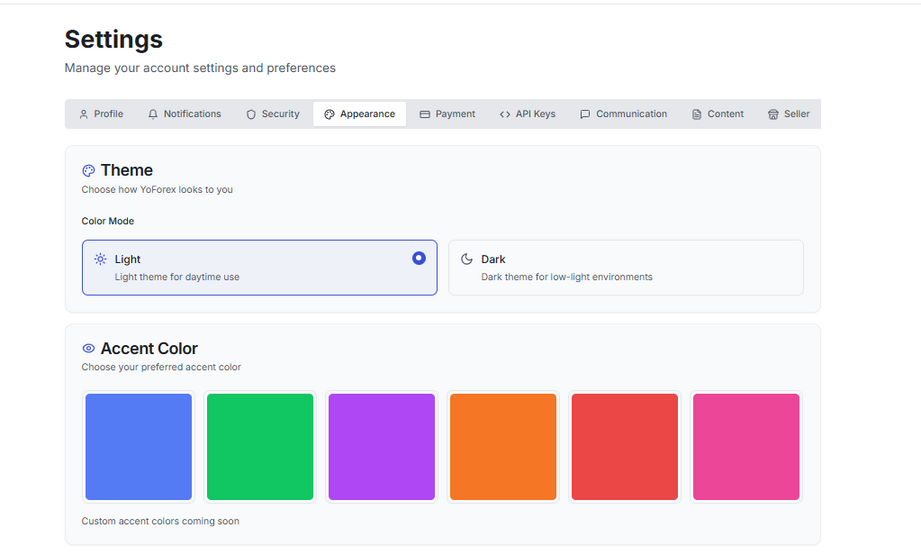 Settings
Manage your account settings and preferences
Profile Notifications Security Appearance Payment API Keys Communication Content Seller
Theme
Choose how YoForex looks to you
Color Mode
Light
Light theme for daytime use
Dark
Dark theme for low-light environments
Accent Color
Choose your preferred accent color
Custom accent colors coming soon